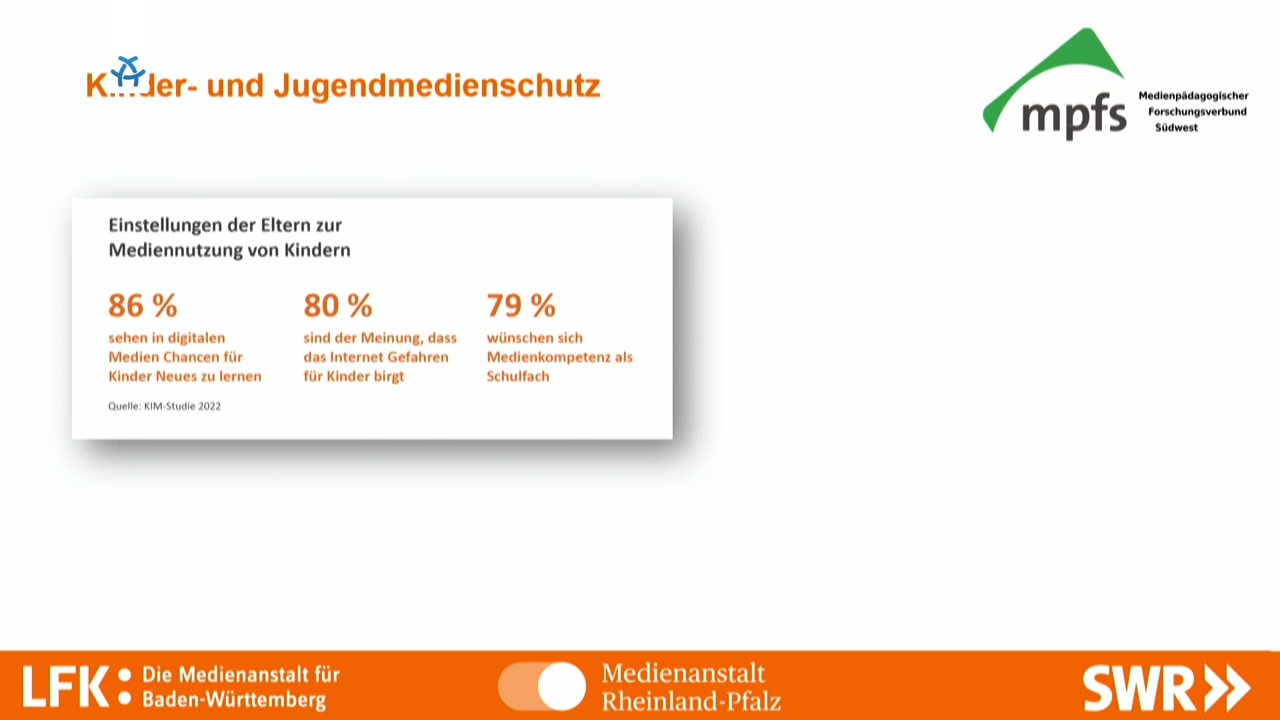 Kinder- und Jugendmedienschutz
mpfs
Medienpädagogischer
Forschungsverbund
Südwest
Einstellungen der Eltern zur
Mediennutzung von Kindern
86 %
sehen in digitalen
Medien Chancen für
Kinder Neues zu lernen
80 %
sind der Meinung, dass
das Internet Gefahren
für Kinder birgt
79 %
wünschen sich
Medienkompetenz als
Schulfach
Quelle: KIM-Studie 2022
LFK:
Die Medienanstalt für
Baden-Württemberg
Medienanstalt
Rheinland-Pfalz
SWR